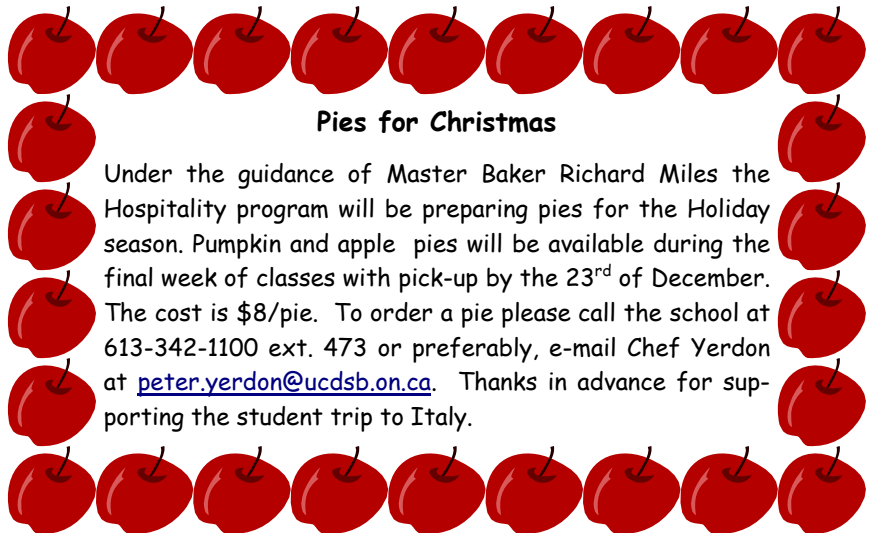 Pies for Christmas
Under the guidance of Master Baker Richard Miles the
Hospitality program will be preparing pies for the Holiday
season. Pumpkin and apple  pies will be available during the
final week of classes with pick-up by the 23rd of December.
The cost is $8/pie.  To order a pie please call the school at
613-342-1100 ext. 473 or preferably, e-mail Chef Yerdon
at peter.yerdon@ucdsb.on.ca.  Thanks in advance for sup-
porting the student trip to Italy.